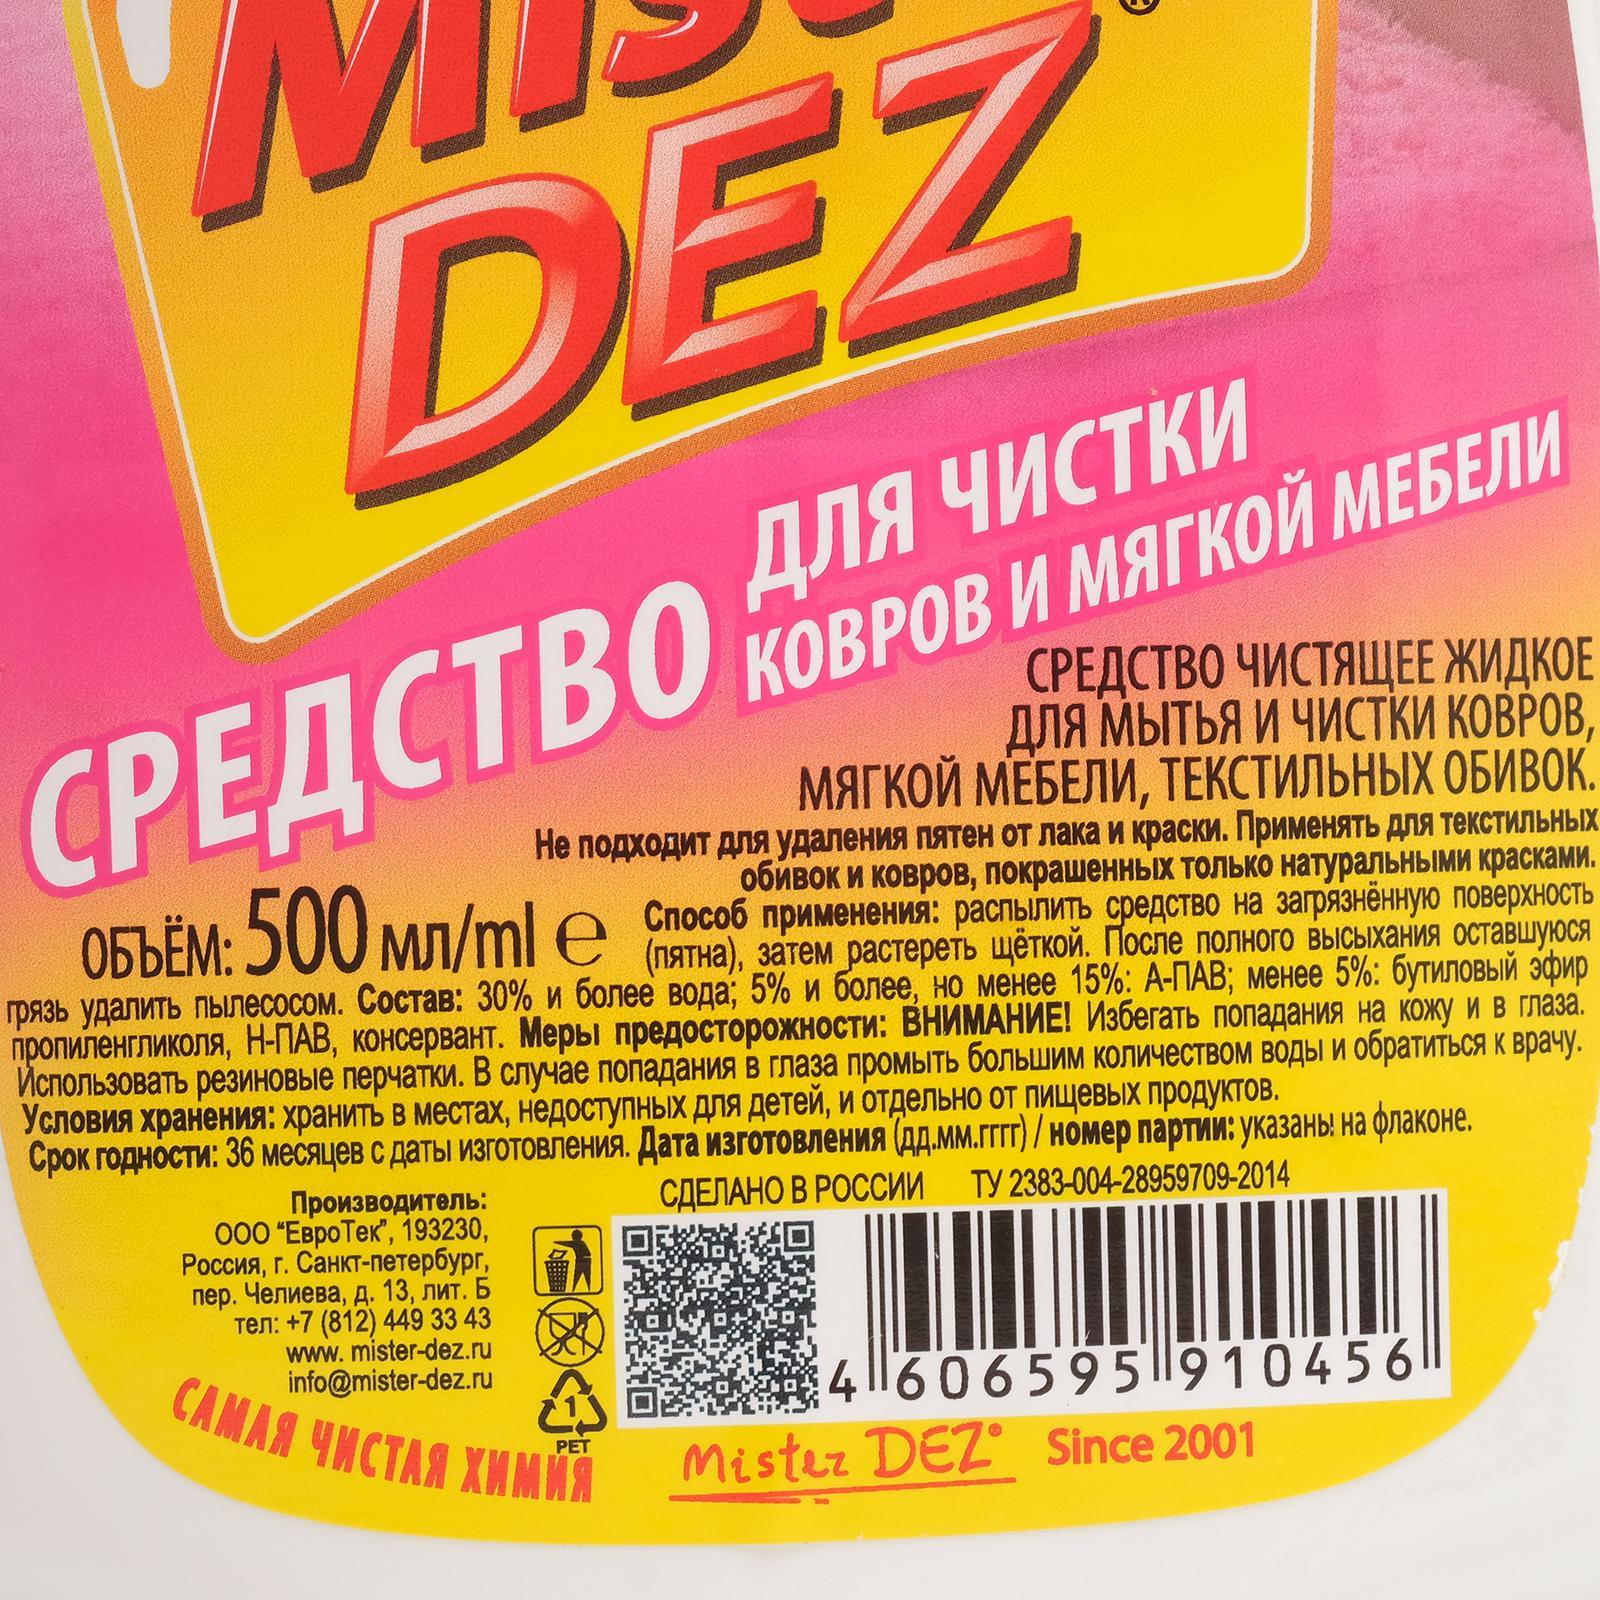 Mister ®
DEZ
СРЕДСТВО ДЛЯ ЧИСТКИ
КОВРОВ И МЯГКОЙ МЕБЕЛИ
СРЕДСТВО ЧИСТЯЩЕЕ ЖИДКОЕ
ДЛЯ МЫТЬЯ И ЧИСТКИ КОВРОВ,
МЯГКОЙ МЕБЕЛИ, ТЕКСТИЛЬНЫХ ОБИВОК.
Не подходит для удаления пятен от лака и краски. Применять для текстильных
обивок и ковров, покрашенных только натуральными красками.
ОБЪЁМ: 500 мл/ml ℮
Способ применения: распылить средство на загрязнённую поверхность
(пятна), затем растереть щёткой. После полного высыхания оставшуюся
грязь удалить пылесосом. Состав: 30% и более вода; 5% и более, но менее 15%: А-ПАВ; менее 5%: бутиловый эфир
пропиленгликоля, Н-ПАВ, консервант. Меры предосторожности: ВНИМАНИЕ! Избегать попадания на кожу и в глаза.
Использовать резиновые перчатки. В случае попадания в глаза промыть большим количеством воды и обратиться к врачу.
Условия хранения: хранить в местах, недоступных для детей, и отдельно от пищевых продуктов.
Срок годности: 36 месяцев с даты изготовления. Дата изготовления (дд.мм.гггг) / номер партии: указаны на флаконе.
СДЕЛАНО В РОССИИ ТУ 2383-004-28959709-2014
Производитель:
ООО "ЕвроТек", 193230,
Россия, г. Санкт-петербург,
пер. Челиева, д. 13, лит. Б
тел: +7 (812) 449 33 43
www. mister-dez.ru
info@mister-dez.ru
1
PET
4 606595 910456
САМАЯ ЧИСТАЯ ХИМИЯ
Mister DEZ® Since 2001